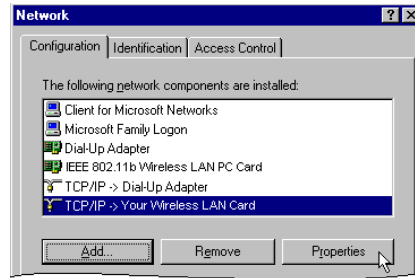 Network
Configuration Identification Access Control
The following network components are installed:
Client for Microsoft Networks
Microsoft Family Logon
Dial-Up Adapter
IEEE 802.11b Wireless LAN PC Card
TCP/IP -> Dial-Up Adapter
TCP/IP -> Your Wireless LAN Card
Add... Remove Properties